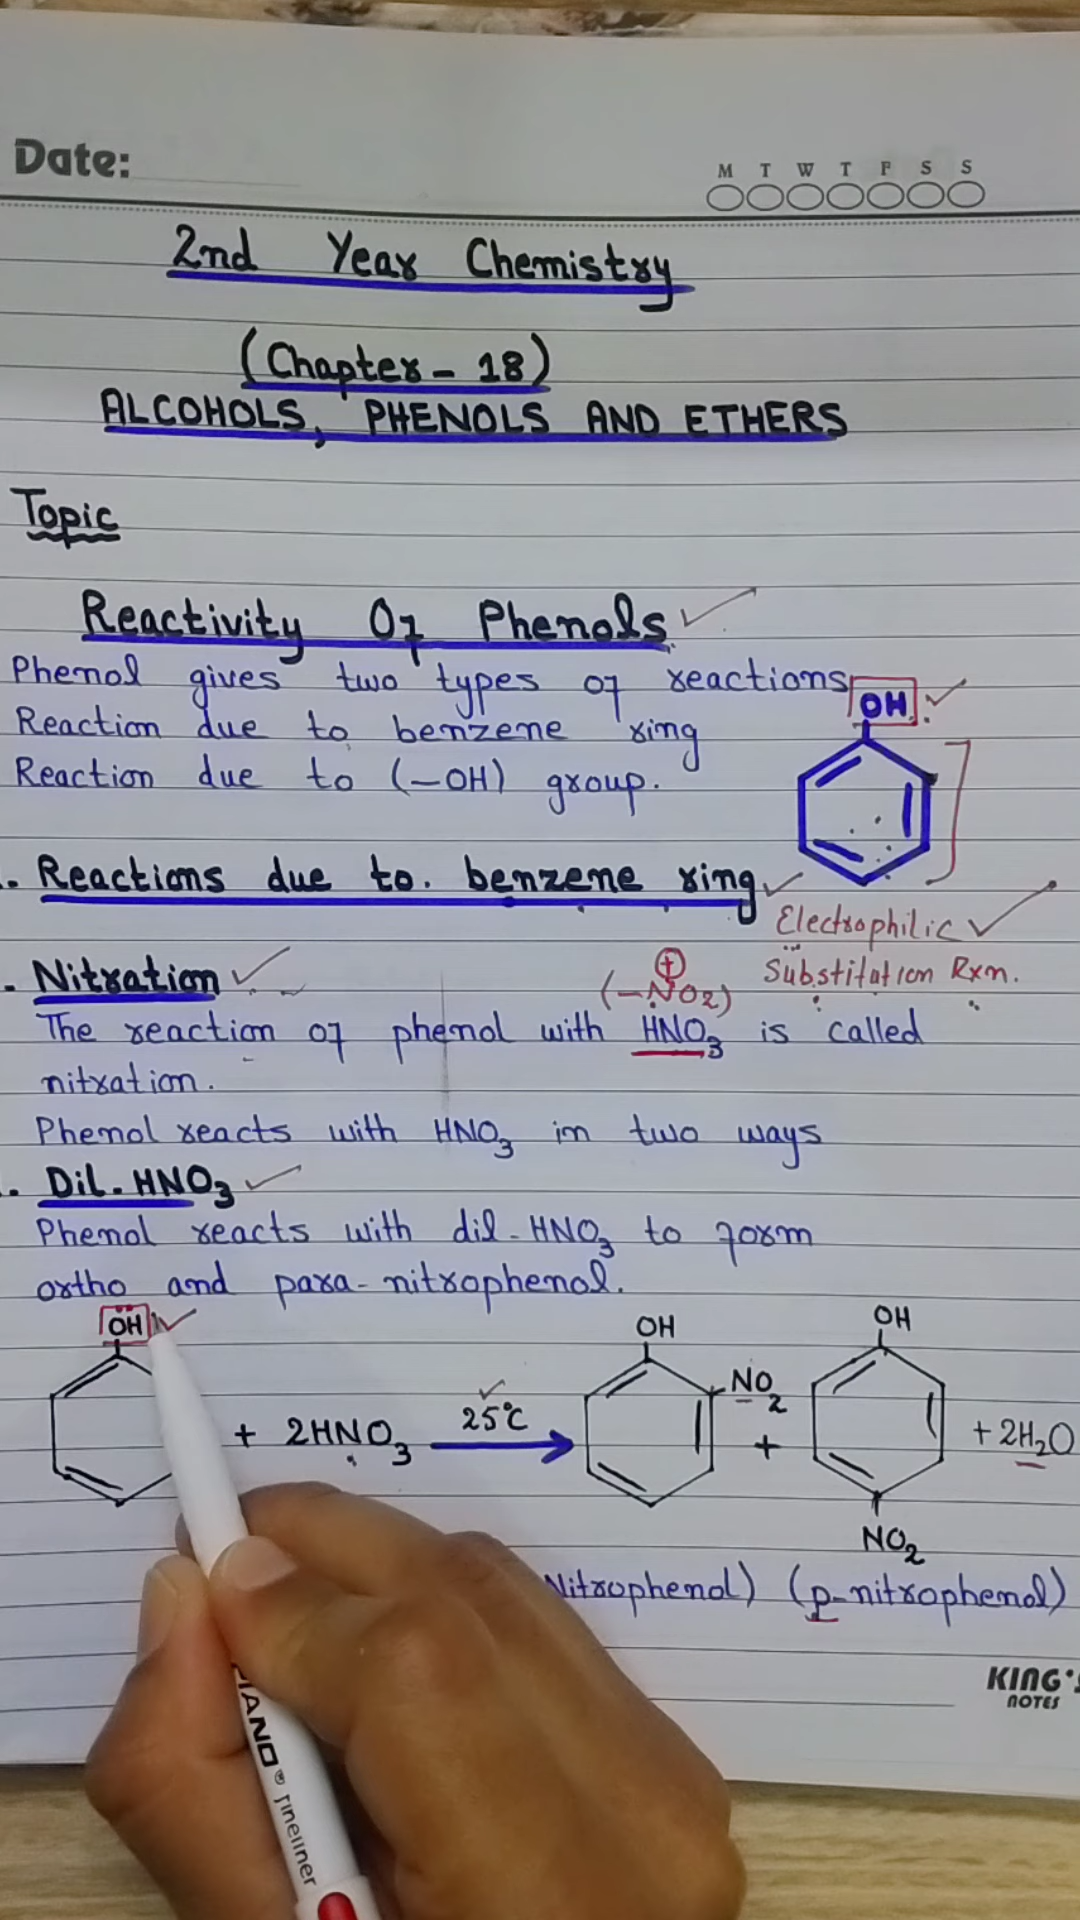 Date:
M T W T F S S
2nd Year Chemistry
(Chapter - 18)
ALCOHOLS, PHENOLS AND ETHERS
Topic
Reactivity Of Phenols
Phenol gives two types of reactions
OH
Reaction due to benzene ring
Reaction due to (-OH) group.
. Reactions due to. benzene ring
Electrophilic
Substitution Rxn.
. Nitration
⊕
(-NO2)
The reaction of phenol with HNO3 is called
nitration.
Phenol reacts with HNO3 in two ways
. Dil. HNO3
Phenol reacts with dil-HNO3 to form
ortho and para-nitrophenol.
OH OH OH
NO2
+ 2HNO3 25°C + + 2H2O
NO2
Nitrophenol) (p-nitrophenol)
KING'S
NOTES
PIANO® fineliner